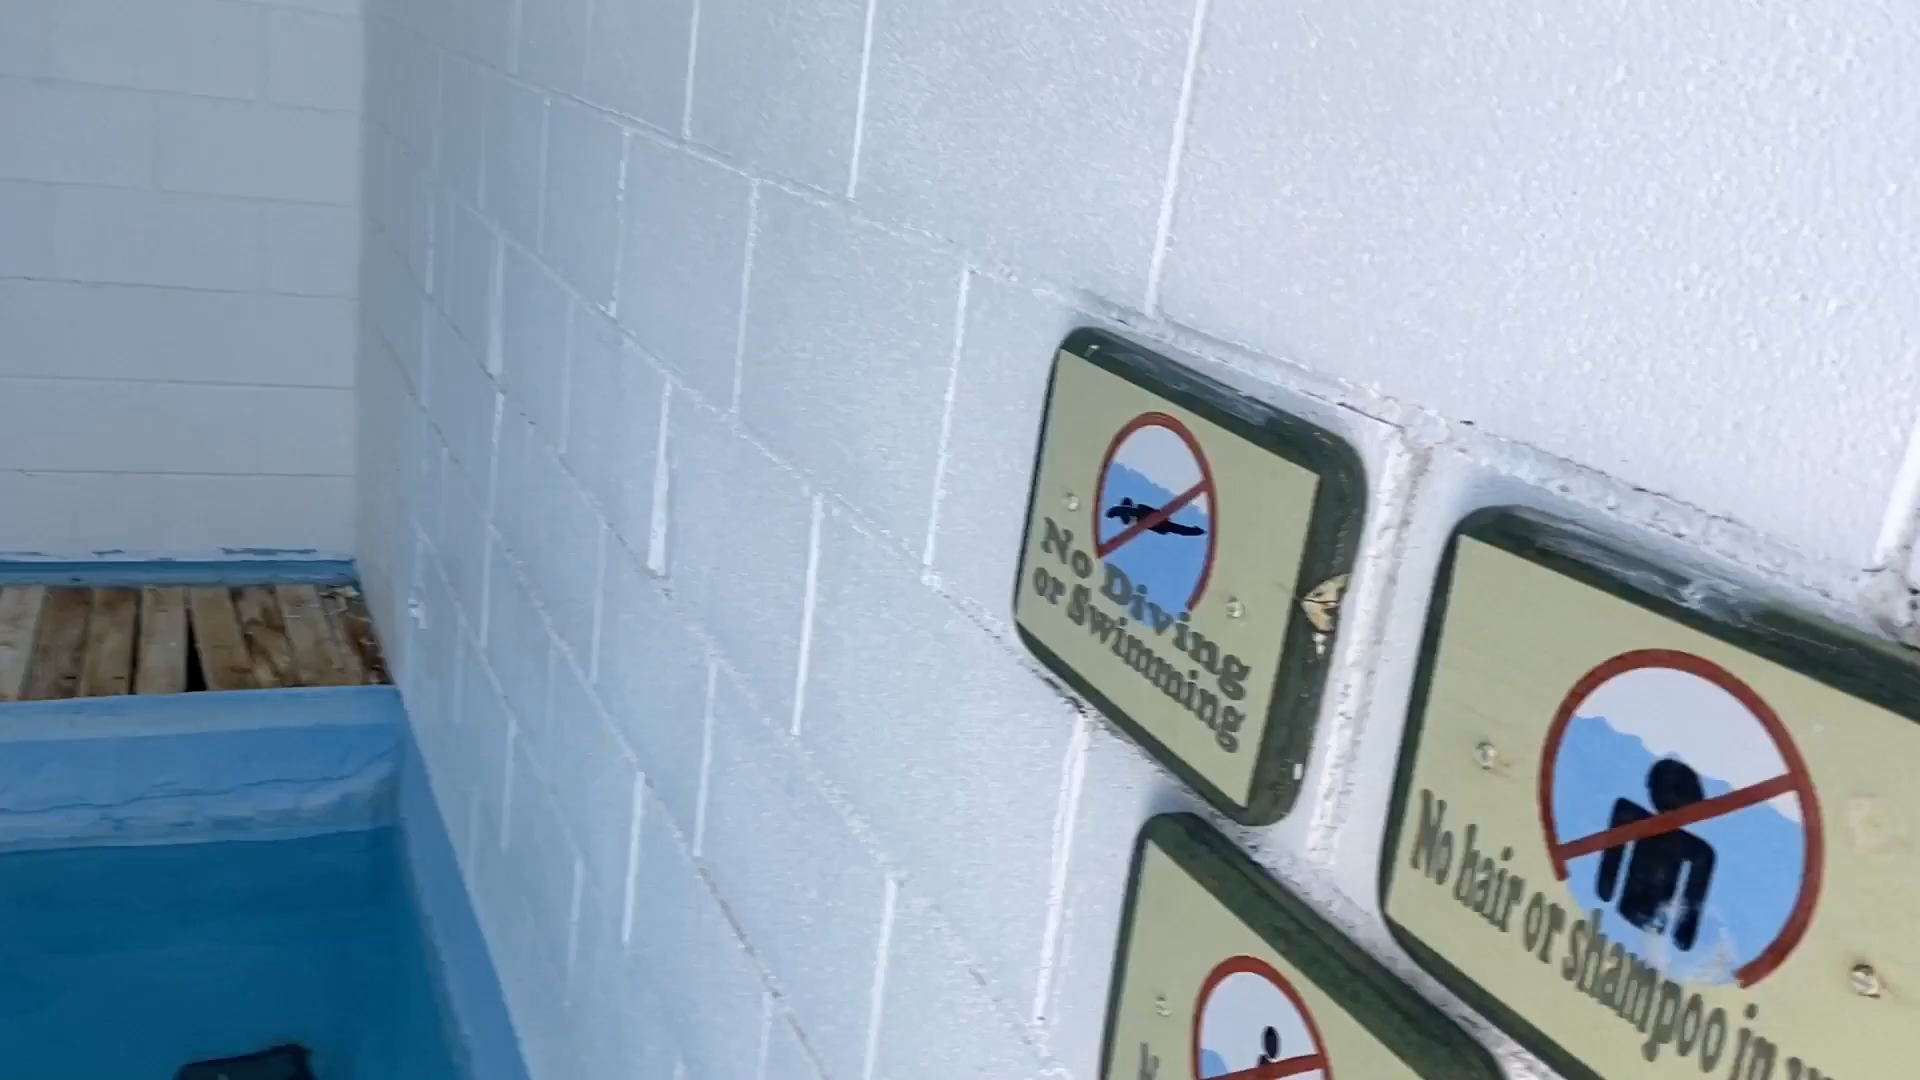 No Diving
or Swimming
No hair or shampoo in